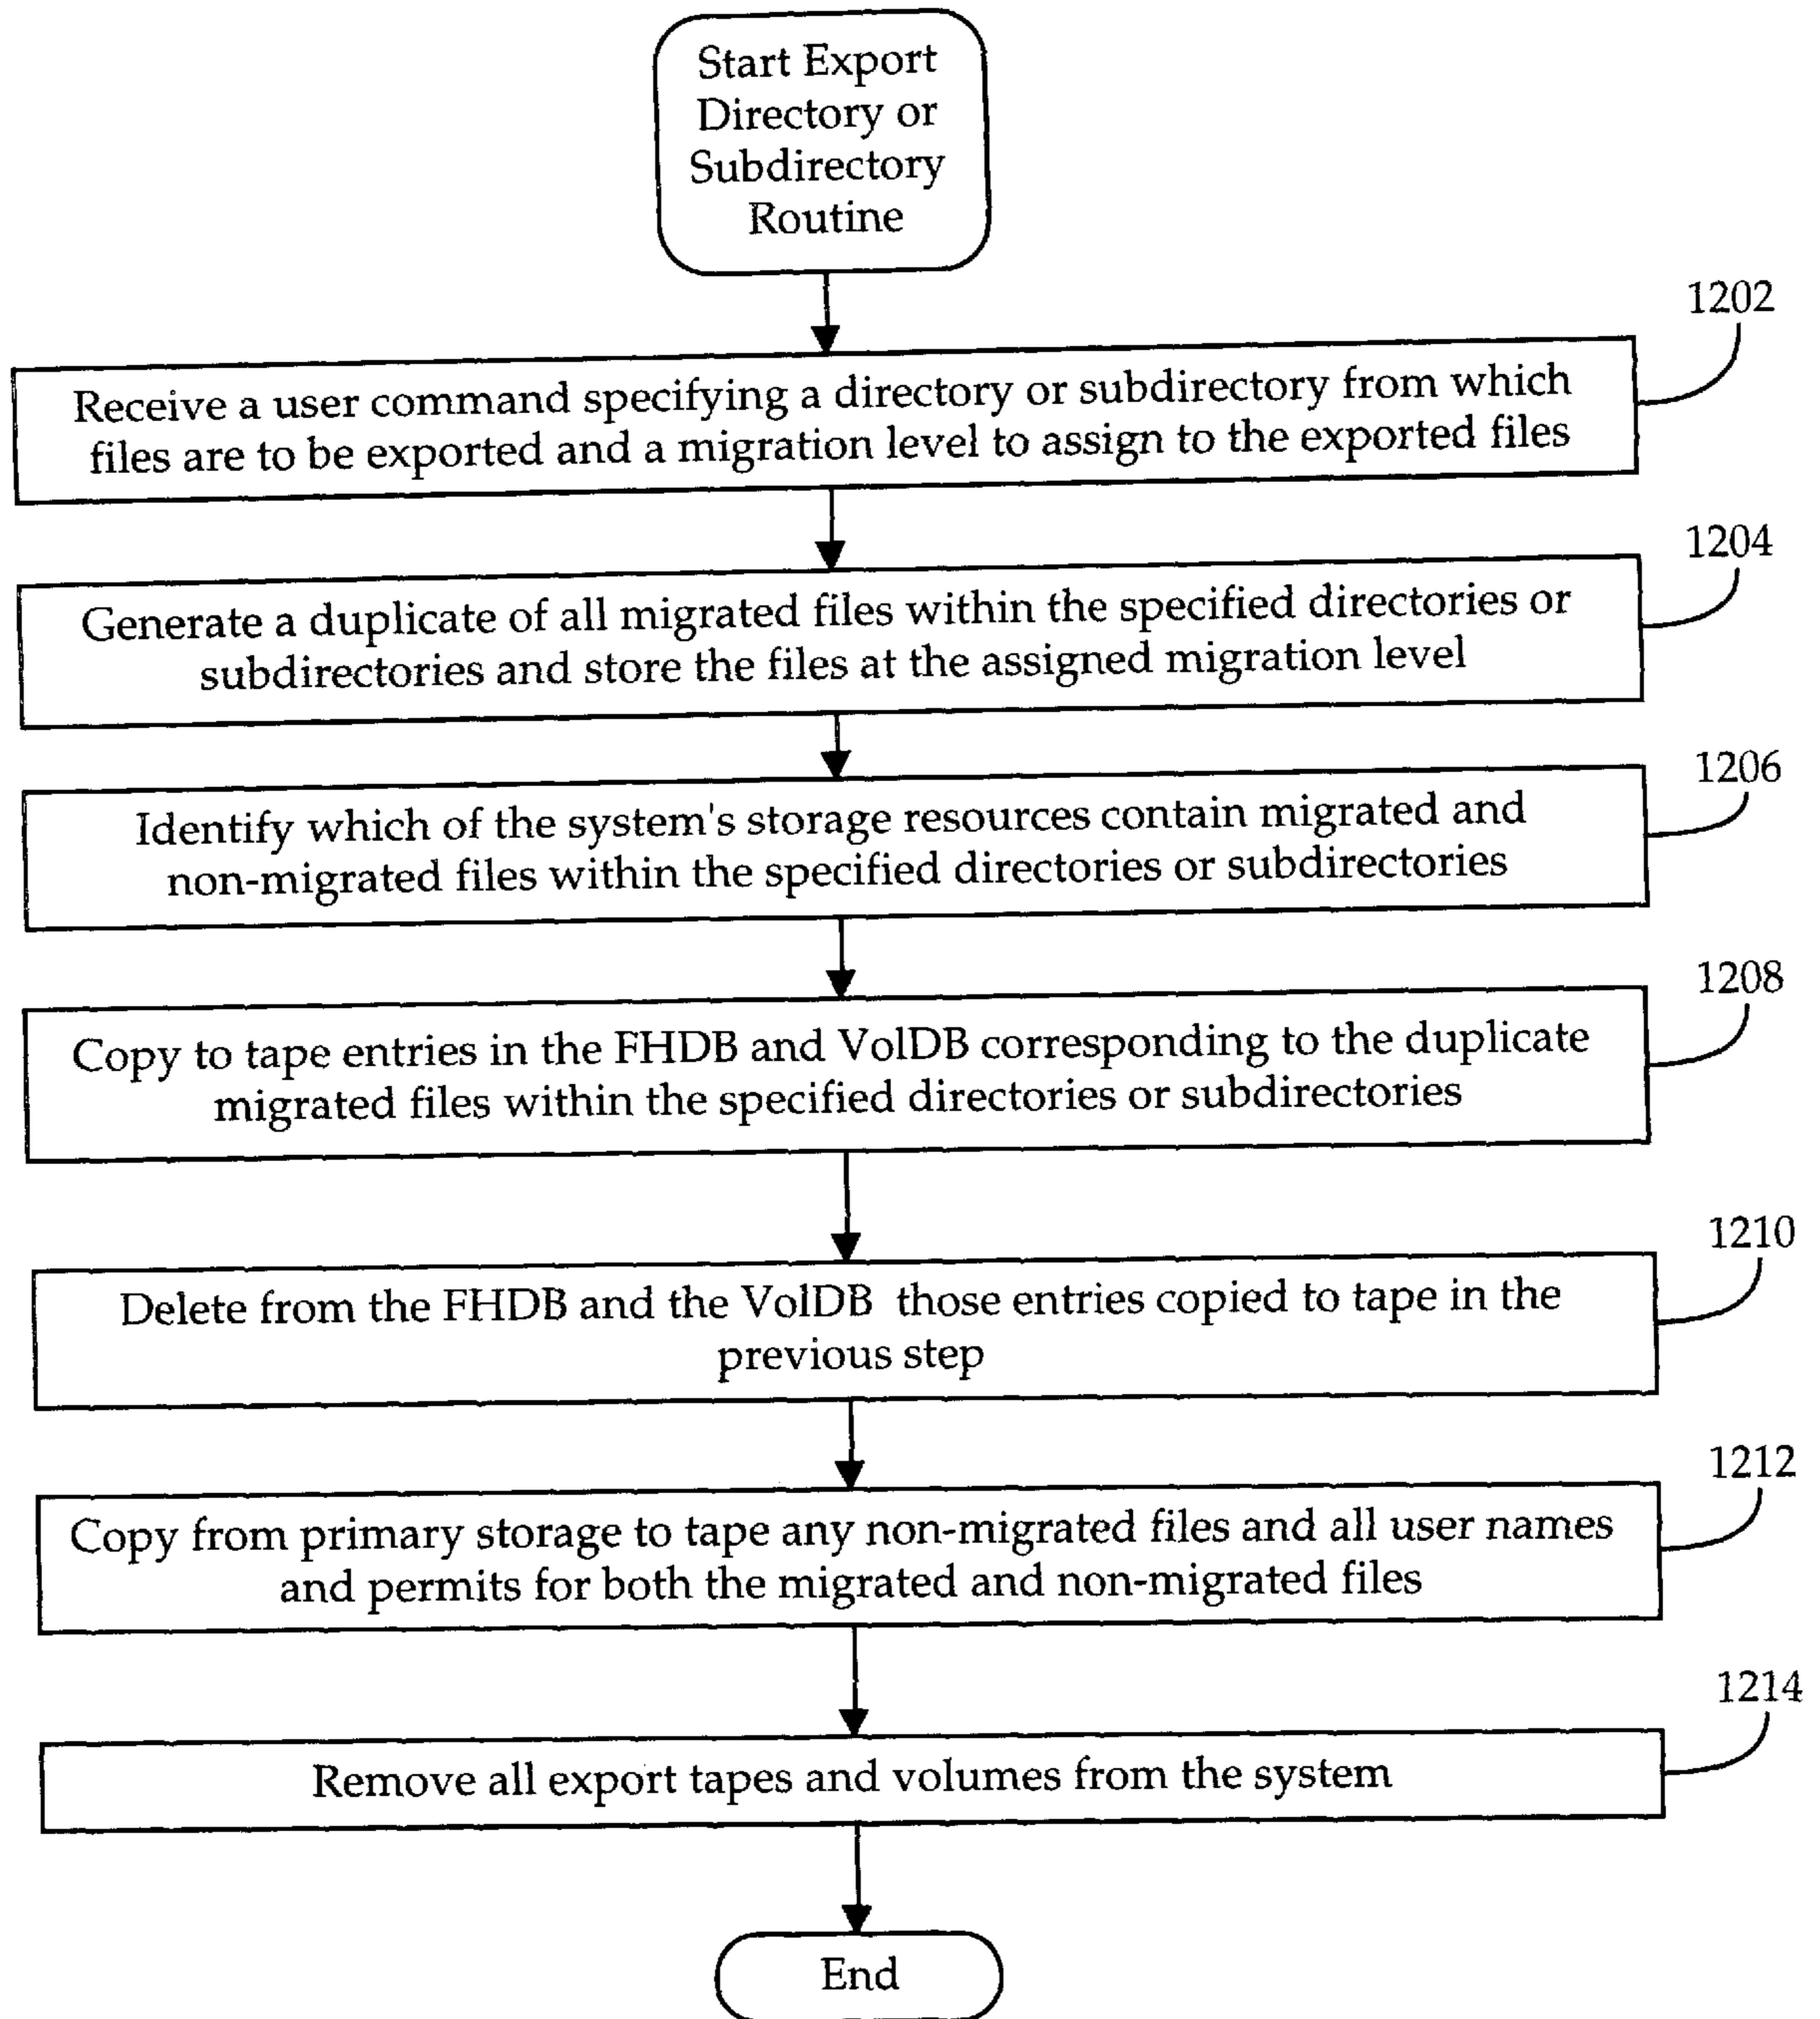 Start Export
Directory or
Subdirectory
Routine
1202
Receive a user command specifying a directory or subdirectory from which
files are to be exported and a migration level to assign to the exported files
1204
Generate a duplicate of all migrated files within the specified directories or
subdirectories and store the files at the assigned migration level
1206
Identify which of the system's storage resources contain migrated and
non-migrated files within the specified directories or subdirectories
1208
Copy to tape entries in the FHDB and VolDB corresponding to the duplicate
migrated files within the specified directories or subdirectories
1210
Delete from the FHDB and the VolDB those entries copied to tape in the
previous step
1212
Copy from primary storage to tape any non-migrated files and all user names
and permits for both the migrated and non-migrated files
1214
Remove all export tapes and volumes from the system
End